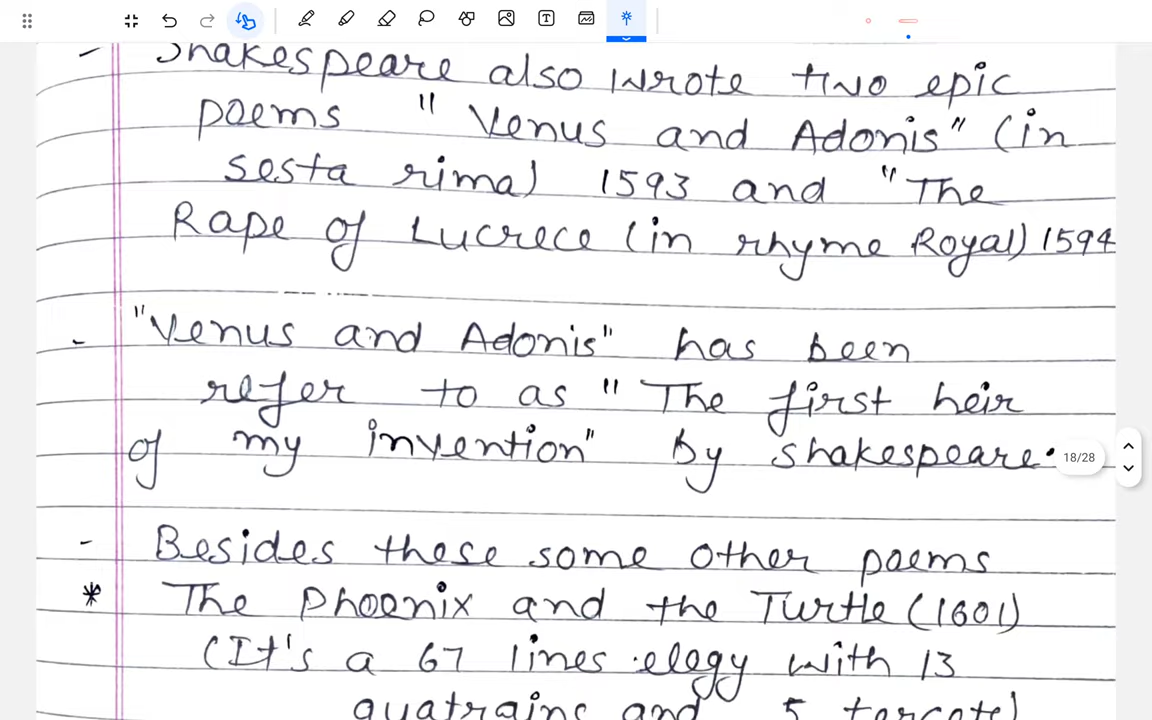 - Shakespeare also wrote two epic
poems "Venus and Adonis" (in
sesta rima) 1593 and "The
Rape of Lucrece (in rhyme Royal) 1594
- "Venus and Adonis" has been
refer to as "The first heir
of my invention" by shakespeare.
18/28
- Besides these some other poems
* The Phoenix and the Turtle (1601)
(It's a 67 lines elegy with 13
quatrains and 5 tercets)